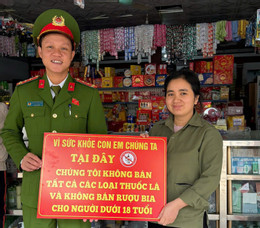 VÌ SỨC KHỎE CON EM CHÚNG TA
TẠI ĐÂY
CHÚNG TÔI KHÔNG BÁN
TẤT CẢ CÁC LOẠI THUỐC LÁ
VÀ KHÔNG BÁN RƯỢU BIA
CHO NGƯỜI DƯỚI 18 TUỔI